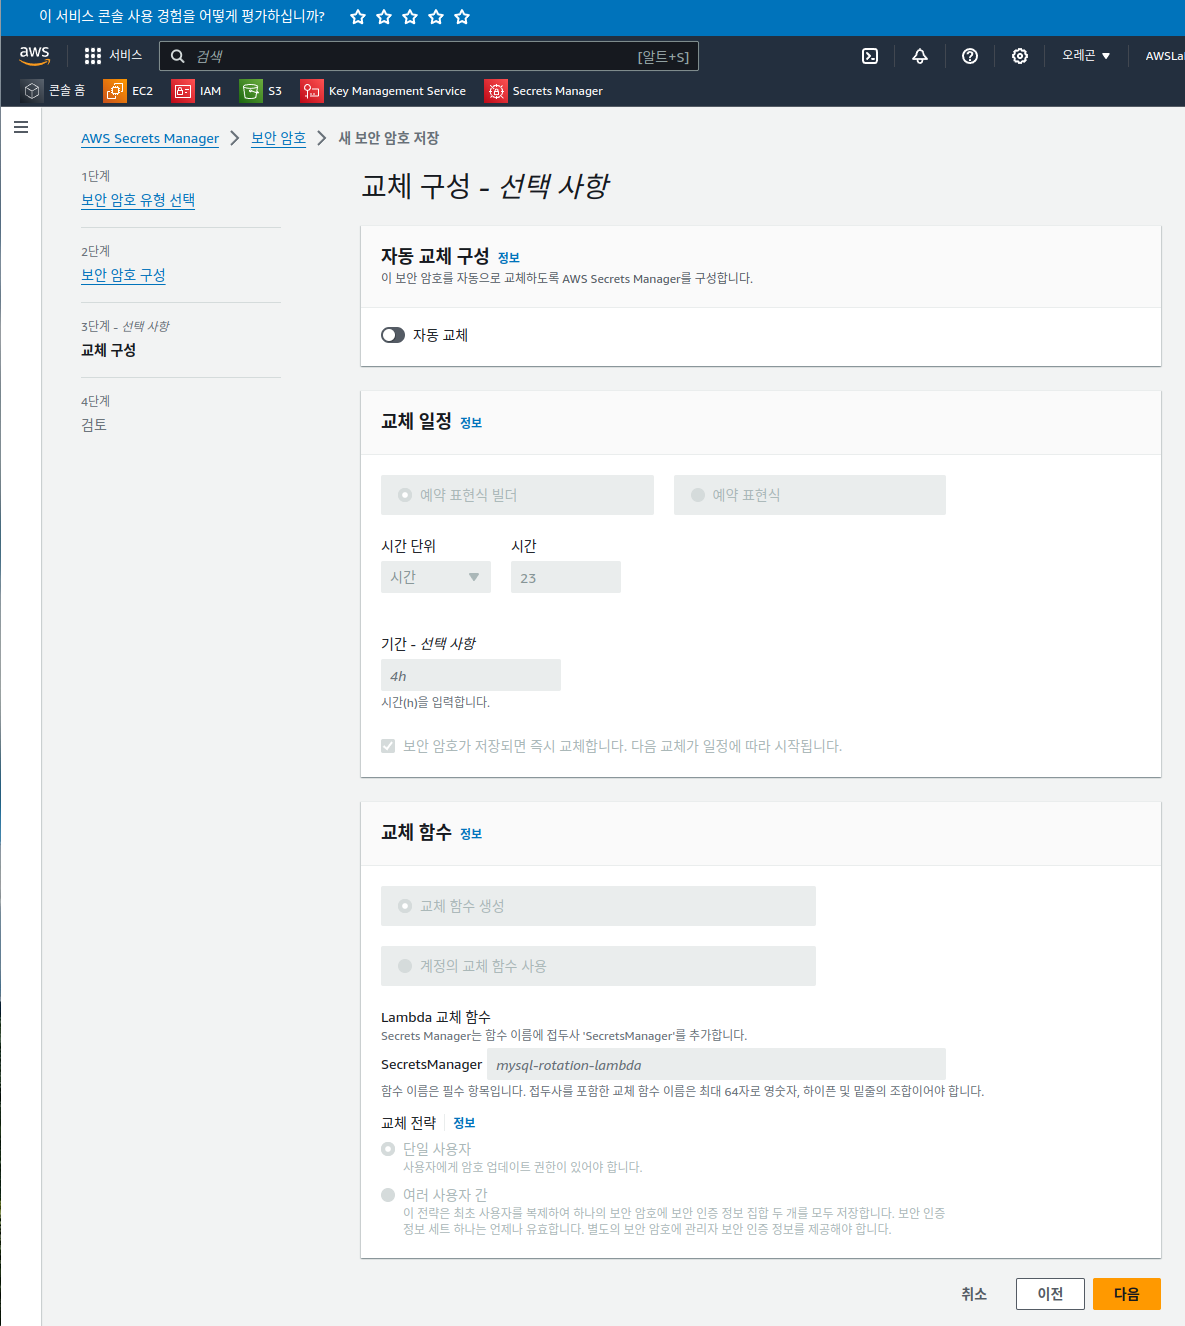 이 서비스 콘솔 사용 경험을 어떻게 평가하십니까?
aws
서비스
검색
[알트+S]
오레곤
AWSLa
콘솔 홈
EC2
IAM
S3
Key Management Service
Secrets Manager
AWS Secrets Manager
보안 암호
새 보안 암호 저장
1단계
보안 암호 유형 선택
2단계
보안 암호 구성
3단계 - 선택 사항
교체 구성
4단계
검토
교체 구성 - 선택 사항
자동 교체 구성 정보
이 보안 암호를 자동으로 교체하도록 AWS Secrets Manager를 구성합니다.
자동 교체
교체 일정 정보
예약 표현식 빌더
예약 표현식
시간 단위
시간
시간
23
기간 - 선택 사항
4h
시간(h)을 입력합니다.
보안 암호가 저장되면 즉시 교체합니다. 다음 교체가 일정에 따라 시작됩니다.
교체 함수 정보
교체 함수 생성
계정의 교체 함수 사용
Lambda 교체 함수
Secrets Manager는 함수 이름에 접두사 'SecretsManager'를 추가합니다.
SecretsManager
mysql-rotation-lambda
함수 이름은 필수 항목입니다. 접두사를 포함한 교체 함수 이름은 최대 64자로 영숫자, 하이픈 및 밑줄의 조합이어야 합니다.
교체 전략 정보
단일 사용자
사용자에게 암호 업데이트 권한이 있어야 합니다.
여러 사용자 간
이 전략은 최초 사용자를 복제하여 하나의 보안 암호에 보안 인증 정보 집합 두 개를 모두 저장합니다. 보안 인증
정보 세트 하나는 언제나 유효합니다. 별도의 보안 암호에 관리자 보안 인증 정보를 제공해야 합니다.
취소
이전
다음